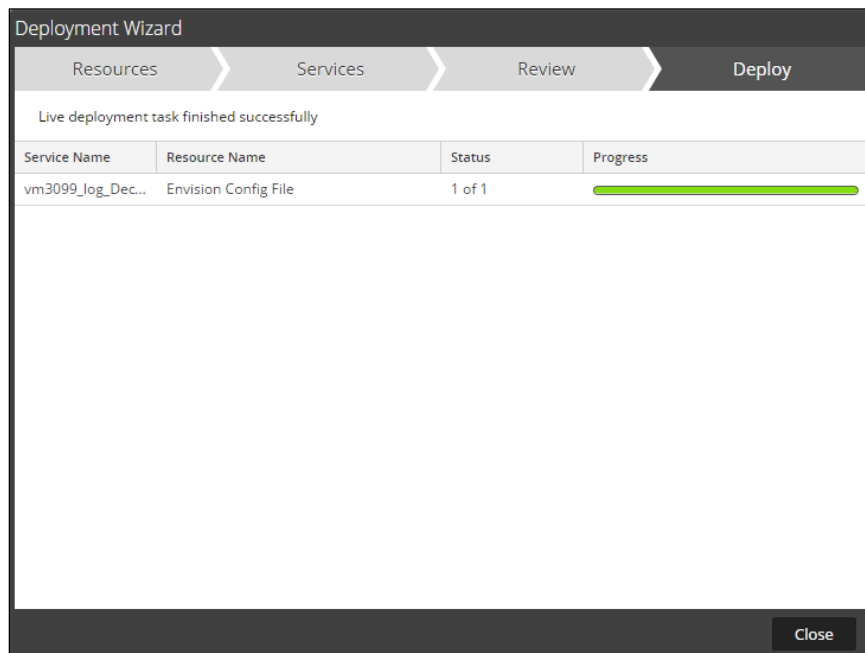 Deployment Wizard
Resources Services Review Deploy
Live deployment task finished successfully
Service Name Resource Name Status Progress
vm3099_log_Dec... Envision Config File 1 of 1
Close